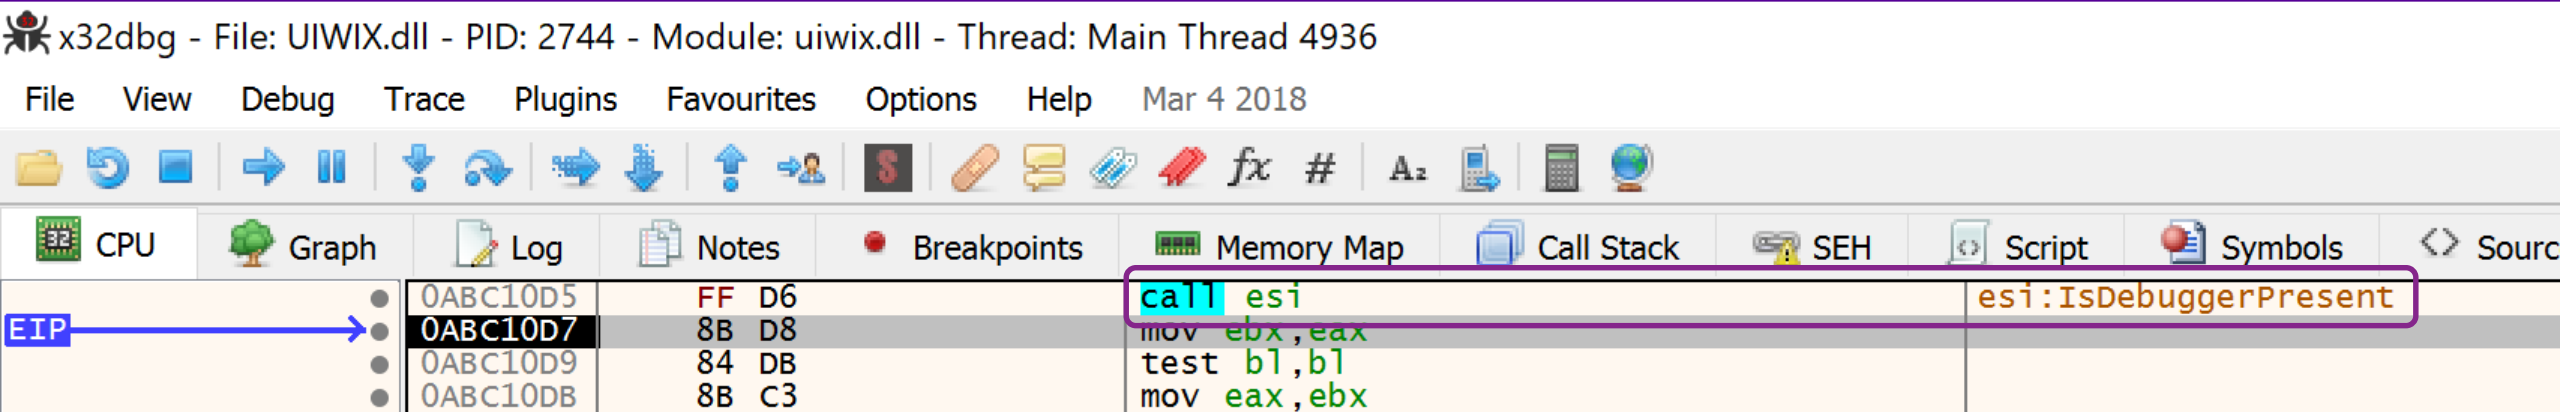 x32dbg - File: UIWIX.dll - PID: 2744 - Module: uiwix.dll - Thread: Main Thread 4936
File View Debug Trace Plugins Favourites Options Help Mar 4 2018
S fx # Az
32 CPU Graph Log Notes Breakpoints Memory Map Call Stack SEH <> Script Symbols <> Sourc
0ABC10D5 FF D6 call esi esi:IsDebuggerPresent
EIP 0ABC10D7 8B D8 mov ebx,eax
0ABC10D9 84 DB test bl,bl
0ABC10DB 8B C3 mov eax,ebx